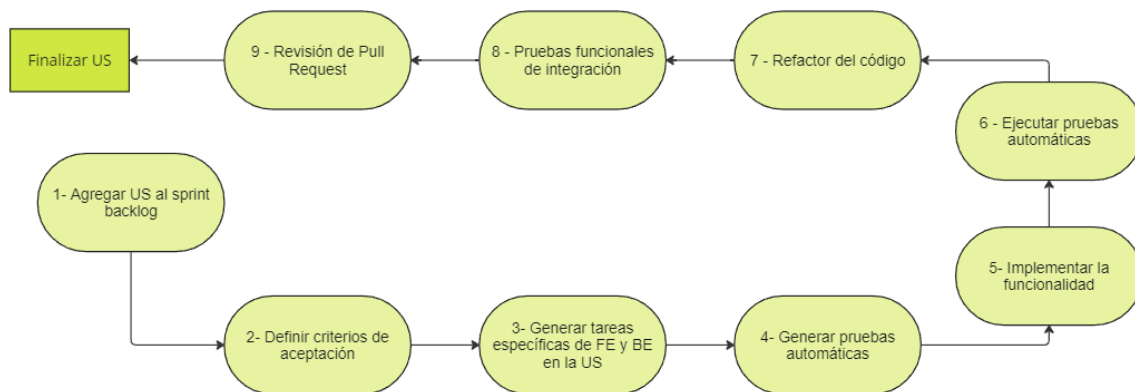 Finalizar US
9 - Revisión de Pull
Request
8 - Pruebas funcionales
de integración
7 - Refactor del código
6 - Ejecutar pruebas
automáticas
1- Agregar US al sprint
backlog
5- Implementar la
funcionalidad
2- Definir criterios de
aceptación
3- Generar tareas
específicas de FE y BE
en la US
4- Generar pruebas
automáticas